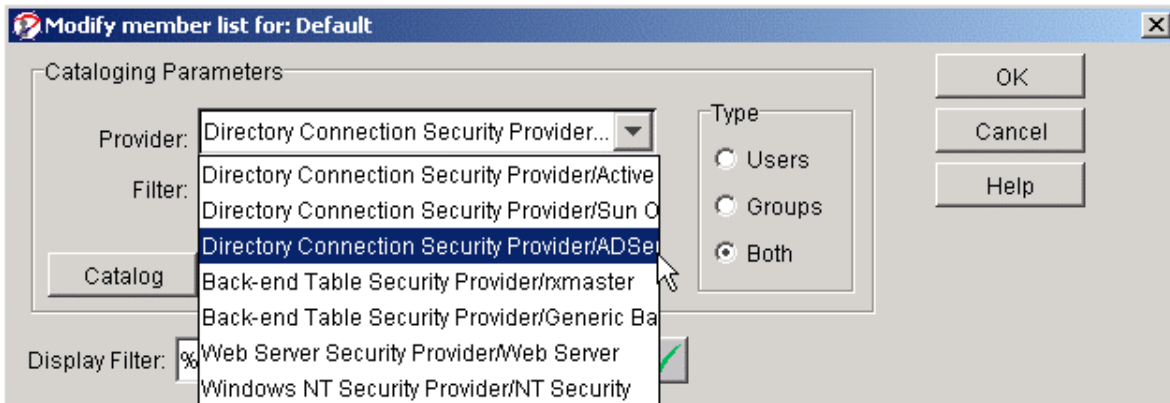 Modify member list for: Default
Cataloging Parameters
Provider:
Directory Connection Security Provider...
Directory Connection Security Provider/Active
Directory Connection Security Provider/Sun O
Directory Connection Security Provider/ADSer
Back-end Table Security Provider/rxmaster
Back-end Table Security Provider/Generic Ba
Web Server Security Provider/Web Server
Windows NT Security Provider/NT Security
Filter:
Catalog
Type
Users
Groups
Both
OK
Cancel
Help
Display Filter: %